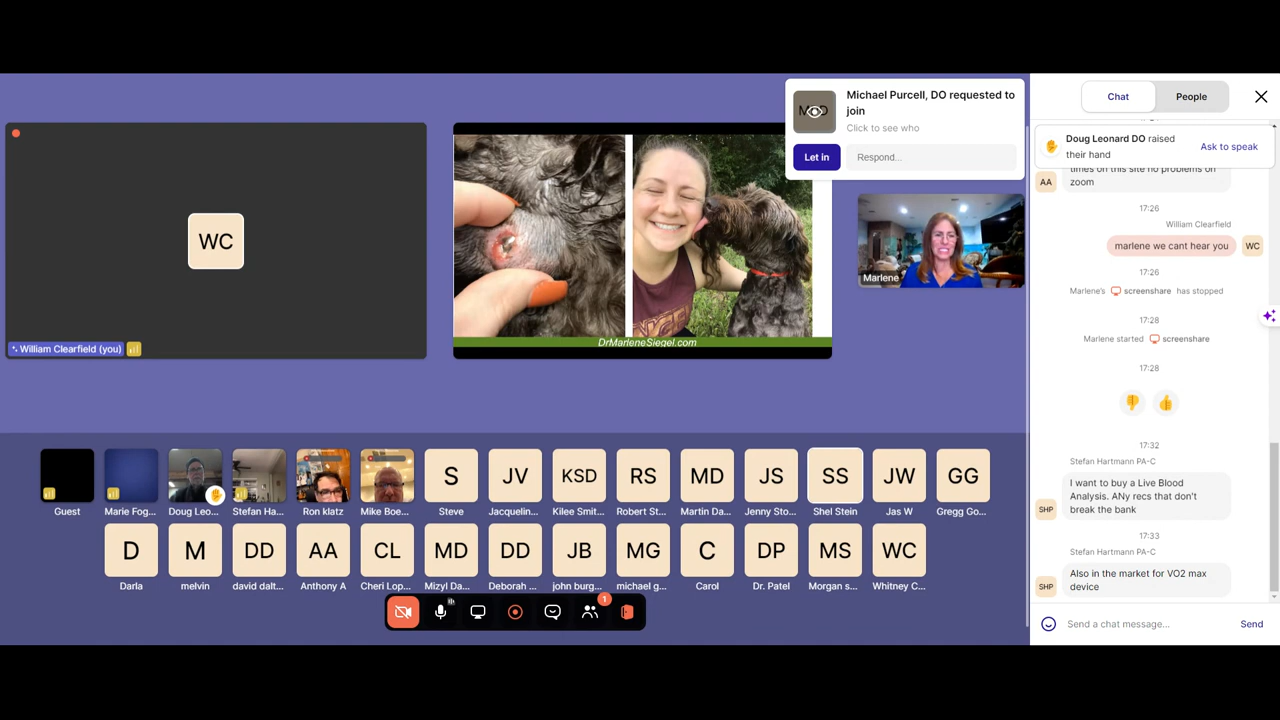 WC
William Clearfield (you)
DrMarleneSiegel.com
Michael Purcell, DO requested to
join
Click to see who
Let in
Respond...
Marlene
Guest
Marie Fog...
Doug Leo...
Stefan Ha...
Ron klatz
Mike Boe...
S
Steve
JV
Jacquelin...
KSD
Kilee Smit...
RS
Robert St...
MD
Martin Da...
JS
Jenny Sto...
SS
Shel Stein
JW
Jas W
GG
Gregg Go...
D
Darla
M
melvin
DD
david dalt...
AA
Anthony A
CL
Cheri Lop...
MD
Mizyl Da...
DD
Deborah ...
JB
john burg...
MG
michael g...
C
Carol
DP
Dr. Patel
MS
Morgan s...
WC
Whitney C...
1
Chat
People
Doug Leonard DO raised
their hand
Ask to speak
times on this site no problems on
zoom
AA
17:26
William Clearfield
marlene we cant hear you
WC
17:26
Marlene's screenshare has stopped
17:28
Marlene started screenshare
17:28
17:32
Stefan Hartmann PA-C
I want to buy a Live Blood
Analysis. ANy recs that don't
break the bank
SHP
17:33
Stefan Hartmann PA-C
Also in the market for VO2 max
device
SHP
Send a chat message...
Send